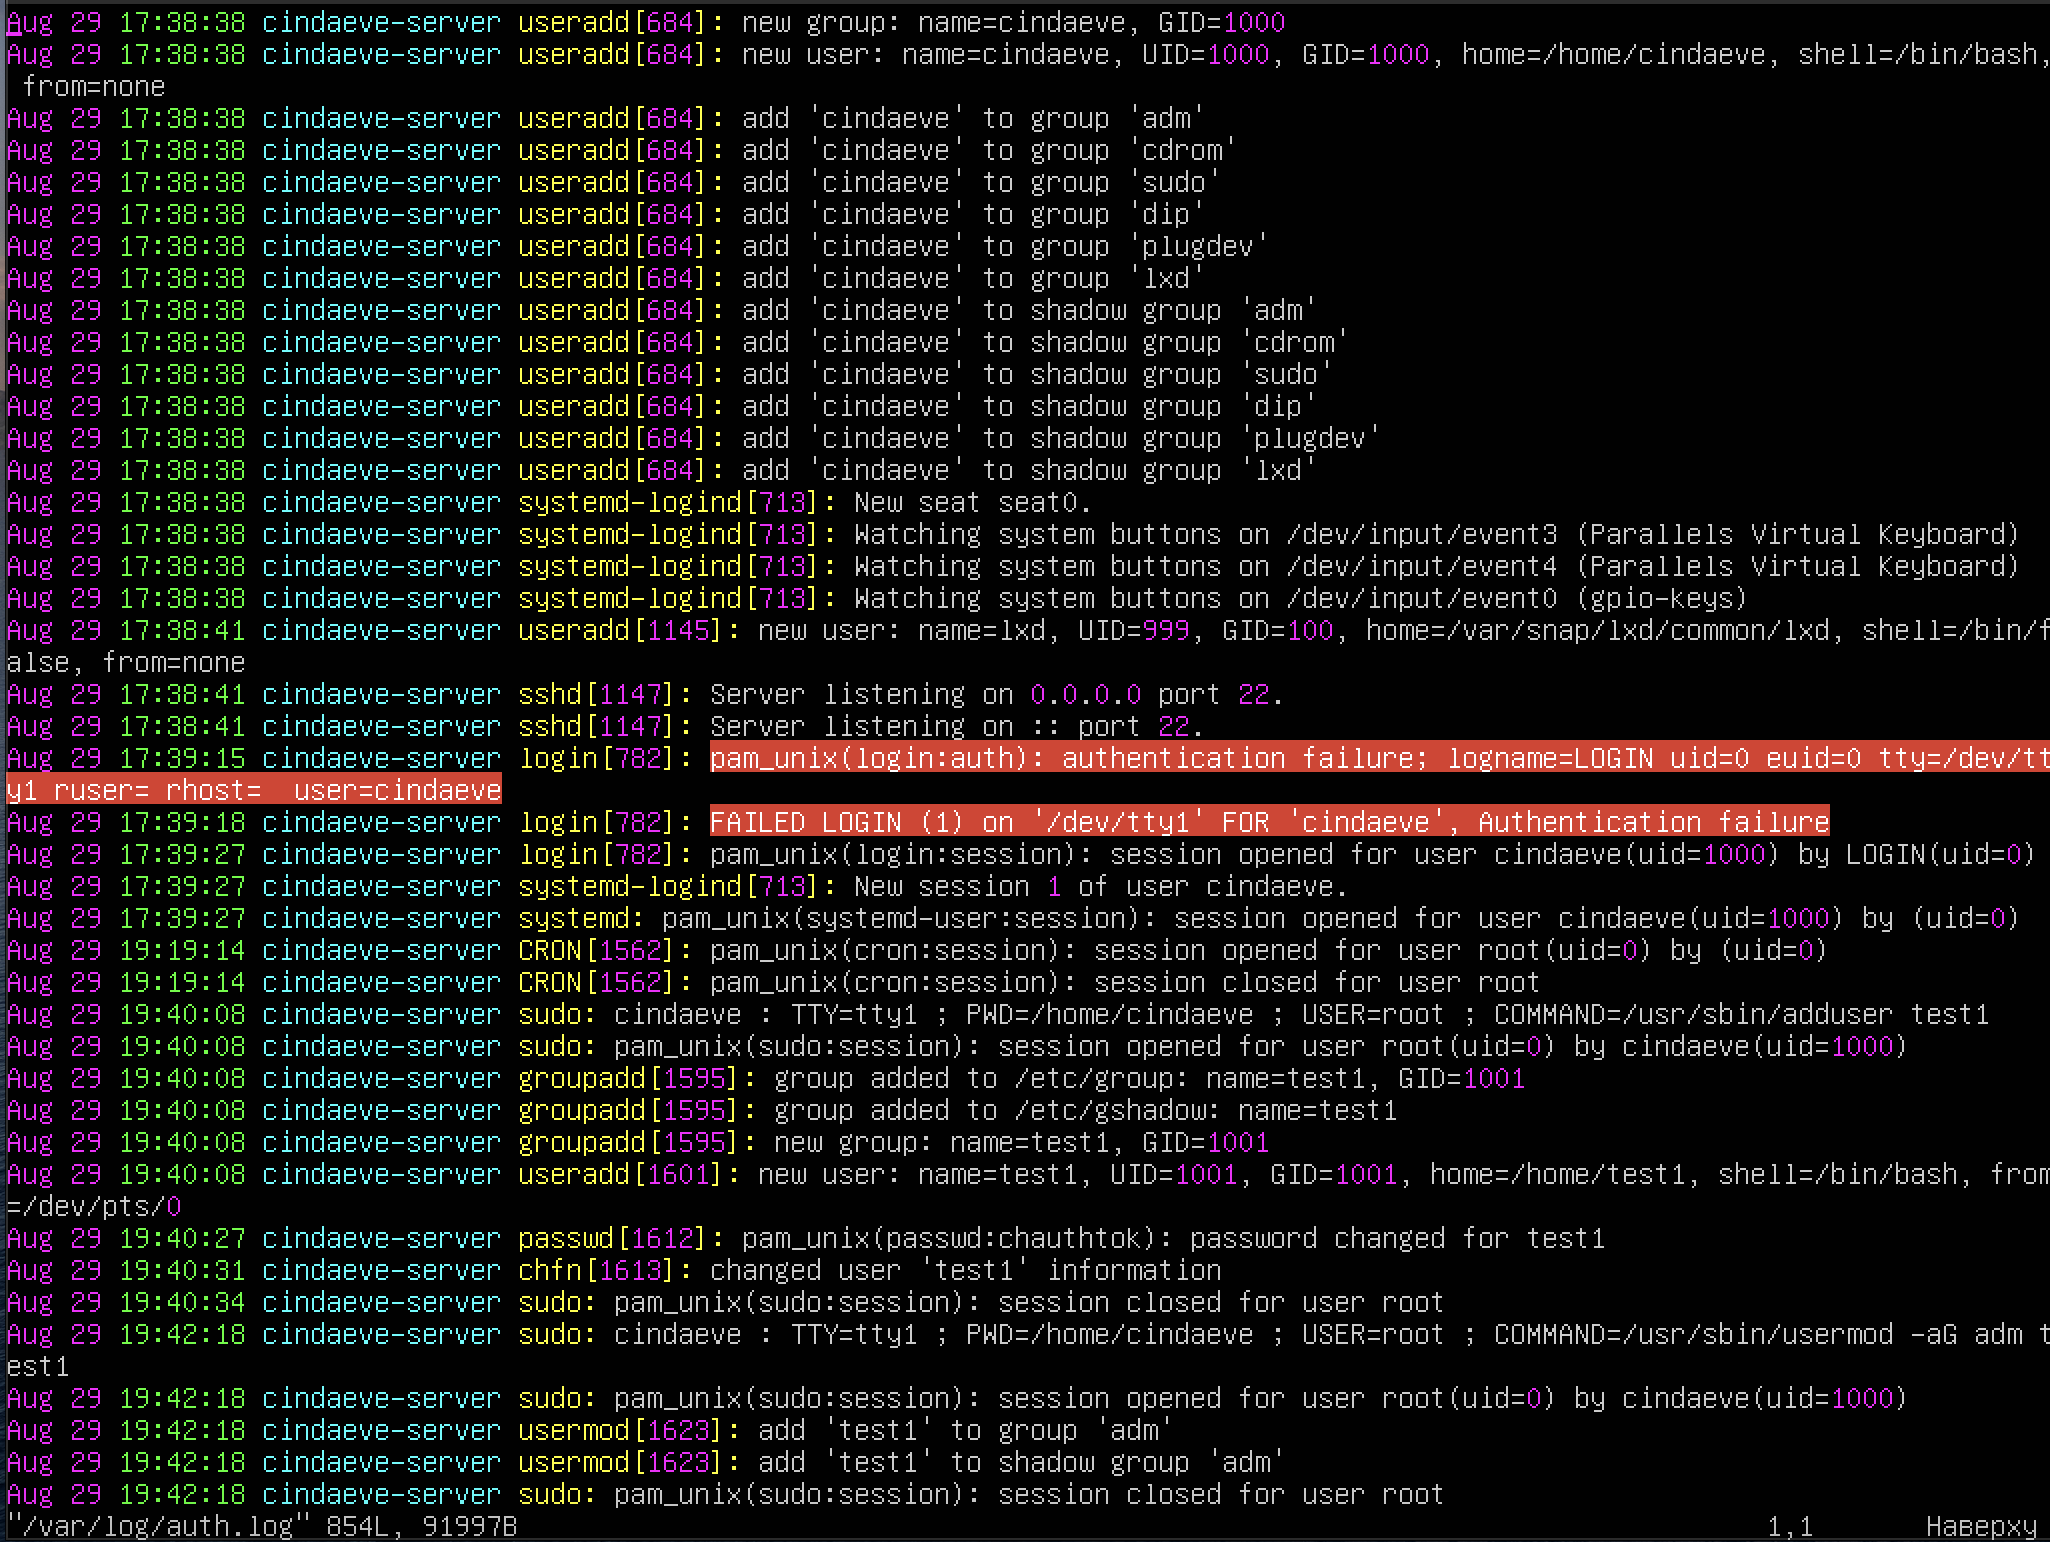 Aug 29 17:38:38 cindaeve-server useradd[684]: new group: name=cindaeve, GID=1000
Aug 29 17:38:38 cindaeve-server useradd[684]: new user: name=cindaeve, UID=1000, GID=1000, home=/home/cindaeve, shell=/bin/bash,
 from=none
Aug 29 17:38:38 cindaeve-server useradd[684]: add 'cindaeve' to group 'adm'
Aug 29 17:38:38 cindaeve-server useradd[684]: add 'cindaeve' to group 'cdrom'
Aug 29 17:38:38 cindaeve-server useradd[684]: add 'cindaeve' to group 'sudo'
Aug 29 17:38:38 cindaeve-server useradd[684]: add 'cindaeve' to group 'dip'
Aug 29 17:38:38 cindaeve-server useradd[684]: add 'cindaeve' to group 'plugdev'
Aug 29 17:38:38 cindaeve-server useradd[684]: add 'cindaeve' to group 'lxd'
Aug 29 17:38:38 cindaeve-server useradd[684]: add 'cindaeve' to shadow group 'adm'
Aug 29 17:38:38 cindaeve-server useradd[684]: add 'cindaeve' to shadow group 'cdrom'
Aug 29 17:38:38 cindaeve-server useradd[684]: add 'cindaeve' to shadow group 'sudo'
Aug 29 17:38:38 cindaeve-server useradd[684]: add 'cindaeve' to shadow group 'dip'
Aug 29 17:38:38 cindaeve-server useradd[684]: add 'cindaeve' to shadow group 'plugdev'
Aug 29 17:38:38 cindaeve-server useradd[684]: add 'cindaeve' to shadow group 'lxd'
Aug 29 17:38:38 cindaeve-server systemd-logind[713]: New seat seat0.
Aug 29 17:38:38 cindaeve-server systemd-logind[713]: Watching system buttons on /dev/input/event3 (Parallels Virtual Keyboard)
Aug 29 17:38:38 cindaeve-server systemd-logind[713]: Watching system buttons on /dev/input/event4 (Parallels Virtual Keyboard)
Aug 29 17:38:38 cindaeve-server systemd-logind[713]: Watching system buttons on /dev/input/event0 (gpio-keys)
Aug 29 17:38:41 cindaeve-server useradd[1145]: new user: name=lxd, UID=999, GID=100, home=/var/snap/lxd/common/lxd, shell=/bin/f
alse, from=none
Aug 29 17:38:41 cindaeve-server sshd[1147]: Server listening on 0.0.0.0 port 22.
Aug 29 17:38:41 cindaeve-server sshd[1147]: Server listening on :: port 22.
Aug 29 17:39:15 cindaeve-server login[782]: pam_unix(login:auth): authentication failure; logname=LOGIN uid=0 euid=0 tty=/dev/tt
y1 ruser= rhost=  user=cindaeve
Aug 29 17:39:18 cindaeve-server login[782]: FAILED LOGIN (1) on '/dev/tty1' FOR 'cindaeve', Authentication failure
Aug 29 17:39:27 cindaeve-server login[782]: pam_unix(login:session): session opened for user cindaeve(uid=1000) by LOGIN(uid=0)
Aug 29 17:39:27 cindaeve-server systemd-logind[713]: New session 1 of user cindaeve.
Aug 29 17:39:27 cindaeve-server systemd: pam_unix(systemd-user:session): session opened for user cindaeve(uid=1000) by (uid=0)
Aug 29 19:19:14 cindaeve-server CRON[1562]: pam_unix(cron:session): session opened for user root(uid=0) by (uid=0)
Aug 29 19:19:14 cindaeve-server CRON[1562]: pam_unix(cron:session): session closed for user root
Aug 29 19:40:08 cindaeve-server sudo: cindaeve : TTY=tty1 ; PWD=/home/cindaeve ; USER=root ; COMMAND=/usr/sbin/adduser test1
Aug 29 19:40:08 cindaeve-server sudo: pam_unix(sudo:session): session opened for user root(uid=0) by cindaeve(uid=1000)
Aug 29 19:40:08 cindaeve-server groupadd[1595]: group added to /etc/group: name=test1, GID=1001
Aug 29 19:40:08 cindaeve-server groupadd[1595]: group added to /etc/gshadow: name=test1
Aug 29 19:40:08 cindaeve-server groupadd[1595]: new group: name=test1, GID=1001
Aug 29 19:40:08 cindaeve-server useradd[1601]: new user: name=test1, UID=1001, GID=1001, home=/home/test1, shell=/bin/bash, from
=/dev/pts/0
Aug 29 19:40:27 cindaeve-server passwd[1612]: pam_unix(passwd:chauthtok): password changed for test1
Aug 29 19:40:31 cindaeve-server chfn[1613]: changed user 'test1' information
Aug 29 19:40:34 cindaeve-server sudo: pam_unix(sudo:session): session closed for user root
Aug 29 19:42:18 cindaeve-server sudo: cindaeve : TTY=tty1 ; PWD=/home/cindaeve ; USER=root ; COMMAND=/usr/sbin/usermod -aG adm t
est1
Aug 29 19:42:18 cindaeve-server sudo: pam_unix(sudo:session): session opened for user root(uid=0) by cindaeve(uid=1000)
Aug 29 19:42:18 cindaeve-server usermod[1623]: add 'test1' to group 'adm'
Aug 29 19:42:18 cindaeve-server usermod[1623]: add 'test1' to shadow group 'adm'
Aug 29 19:42:18 cindaeve-server sudo: pam_unix(sudo:session): session closed for user root
"/var/log/auth.log" 854L, 91997B 1,1 Наверху